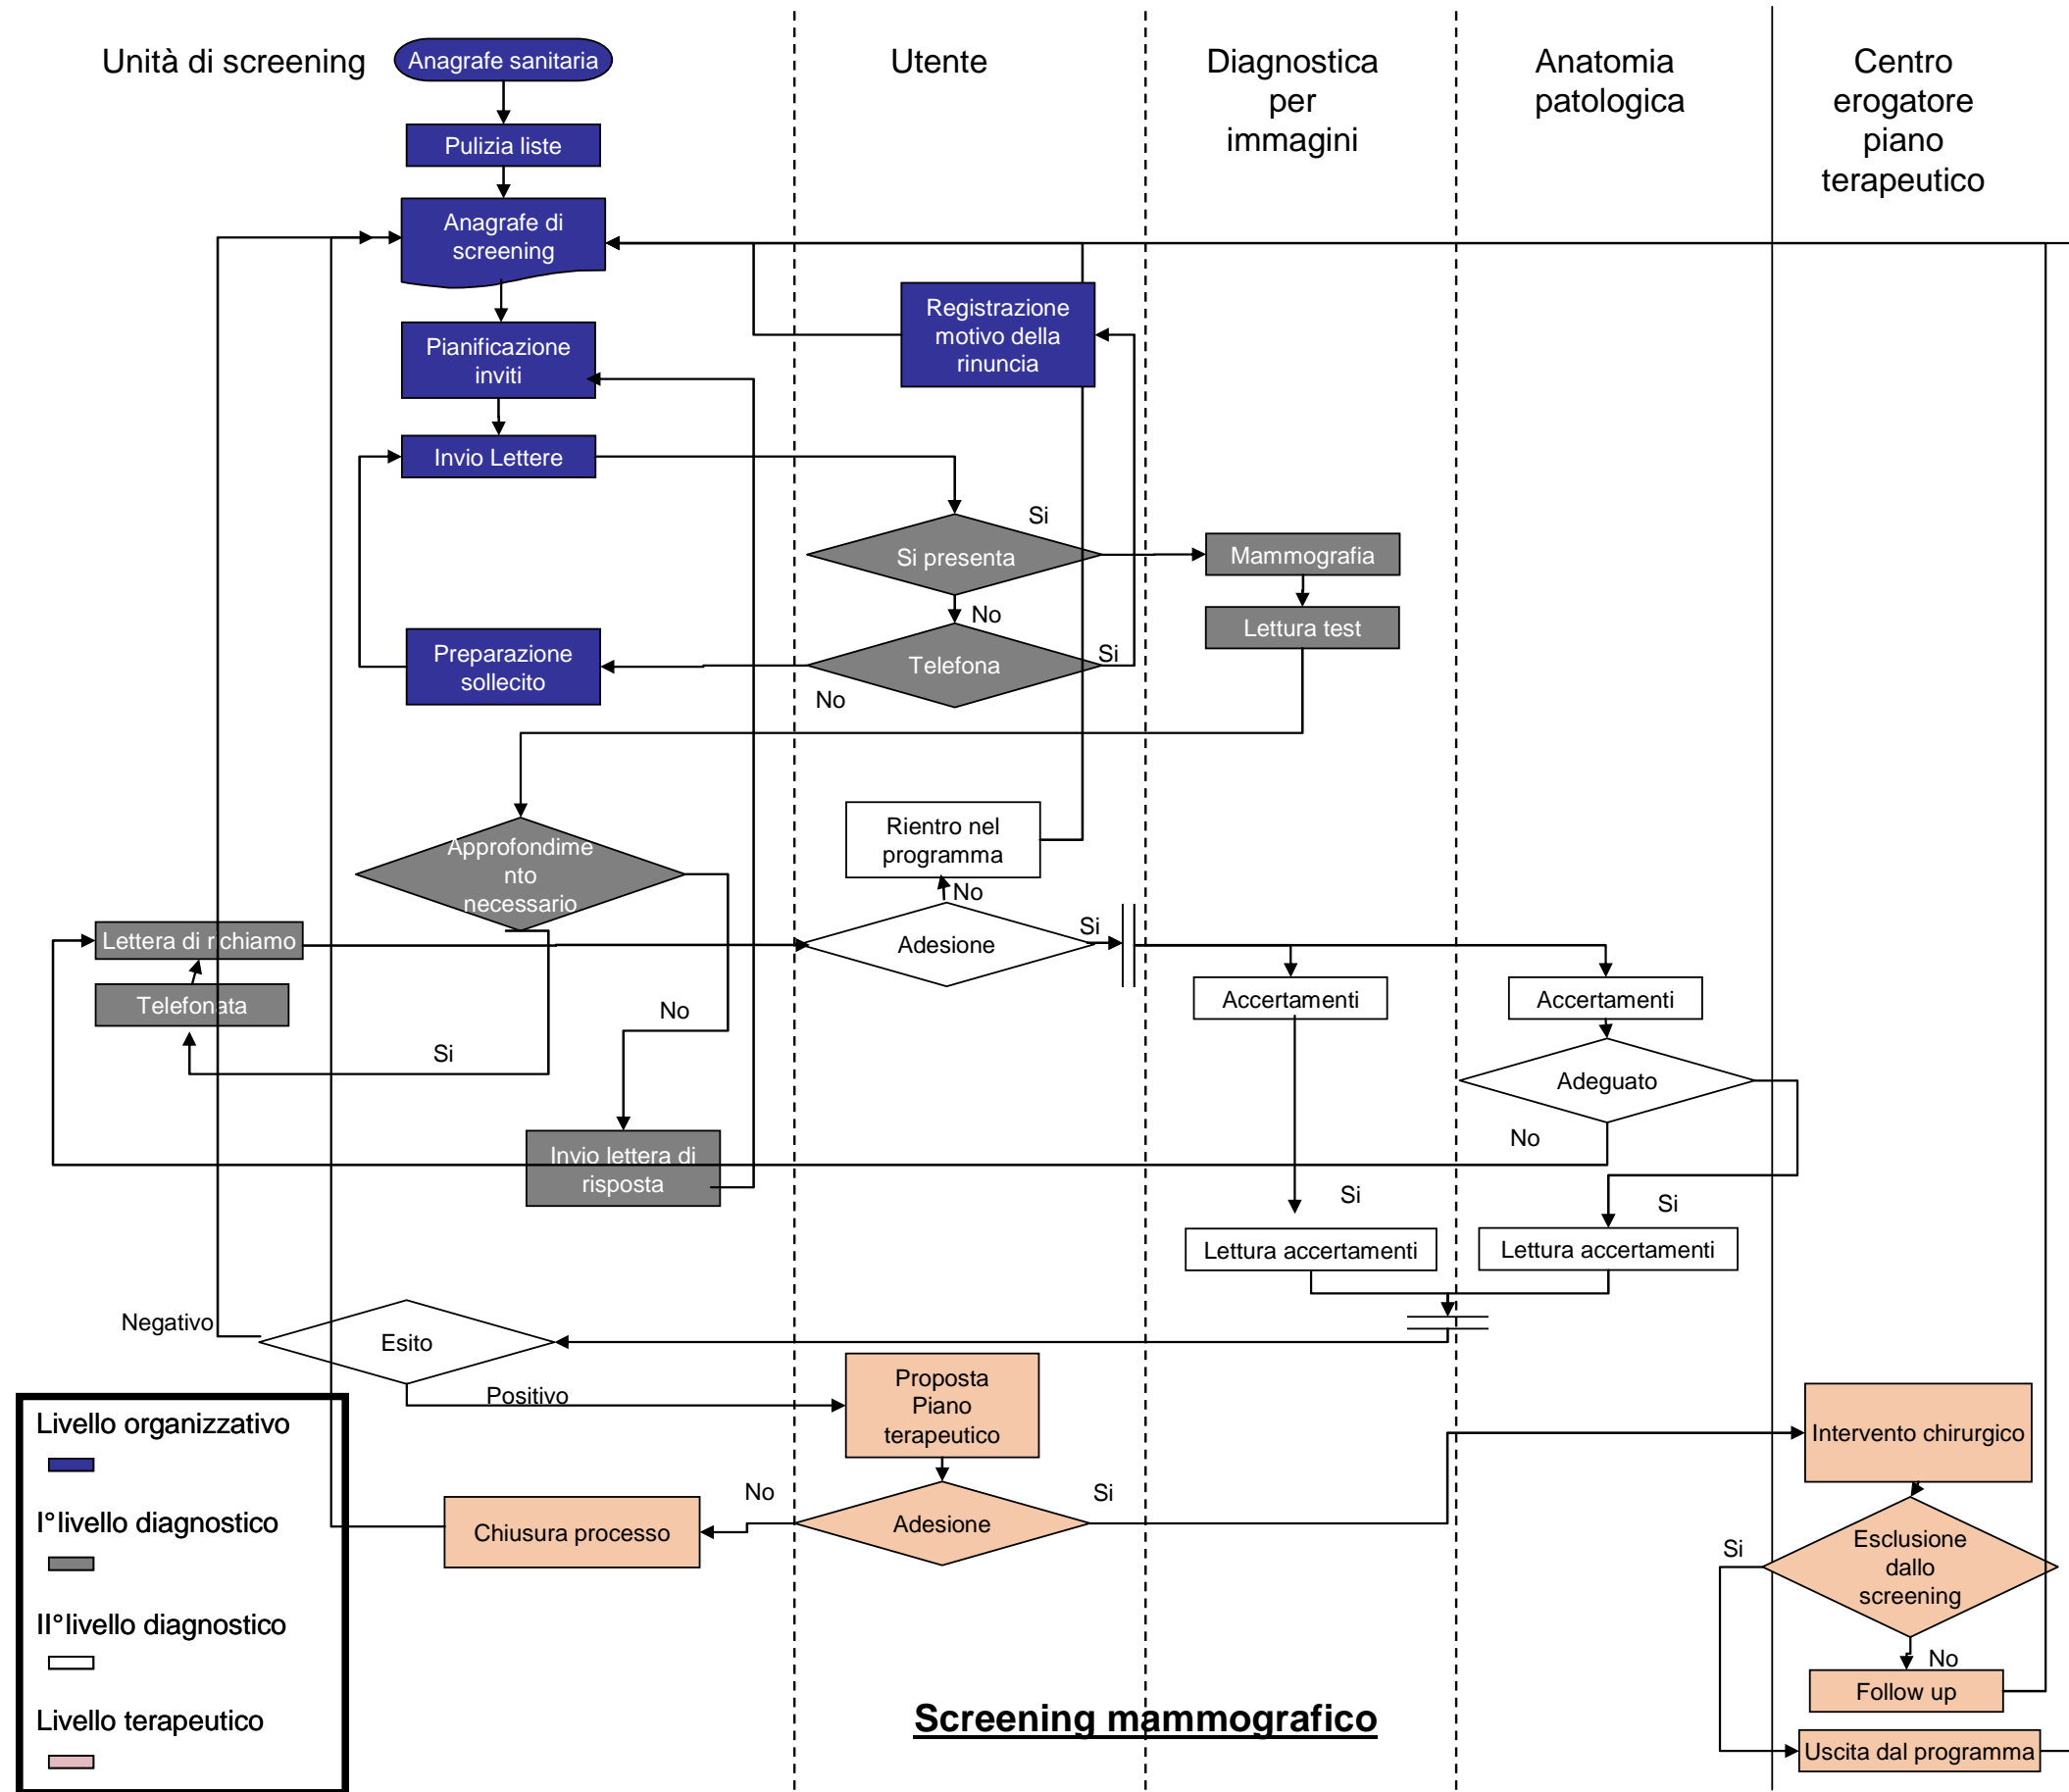 Unità di screening
Anagrafe sanitaria
Utente
Diagnostica
per
immagini
Anatomia
patologica
Centro
erogatore
piano
terapeutico
Pulizia liste
Anagrafe di
screening
Registrazione
motivo della
rinuncia
Pianificazione
inviti
Invio Lettere
Si
Si presenta
Mammografia
No
Lettura test
Preparazione
sollecito
Telefona
Si
No
Rientro nel
programma
Approfondime
nto
necessario
No
Lettera di richiamo
Adesione
Si
Telefonata
Accertamenti
Accertamenti
No
Si
Adeguato
No
Invio lettera di
risposta
Si
Si
Lettura accertamenti
Lettura accertamenti
Negativo
Esito
Positivo
Proposta
Piano
terapeutico
Intervento chirurgico
No
Si
Chiusura processo
Adesione
Si
Esclusione
dallo
screening
No
Follow up
Uscita dal programma
Livello organizzativo
I° livello diagnostico
II° livello diagnostico
Livello terapeutico
Screening mammografico